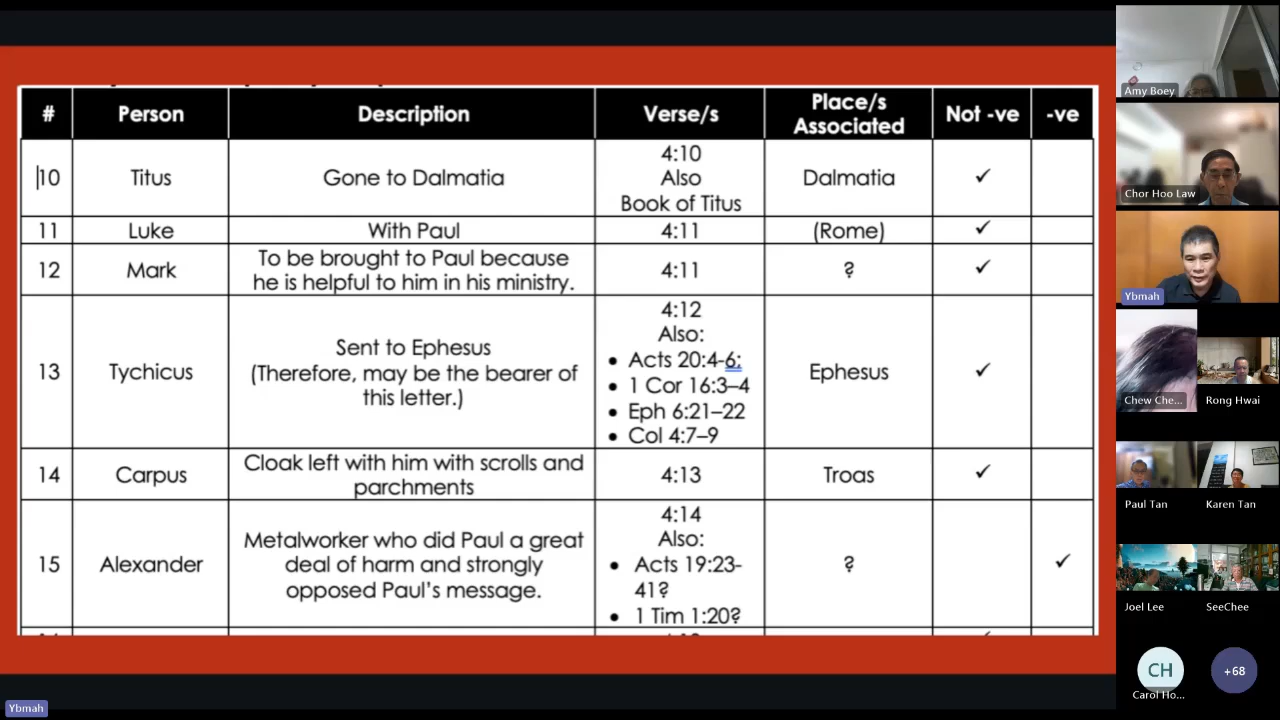 # Person Description Verse/s Place/s Associated Not -ve -ve
10 Titus Gone to Dalmatia 4:10 Dalmatia ✓
Also
Book of Titus
11 Luke With Paul 4:11 (Rome) ✓
12 Mark To be brought to Paul because 4:11 ? ✓
he is helpful to him in his ministry.
13 Tychicus Sent to Ephesus 4:12 Ephesus ✓
(Therefore, may be the bearer of Also:
this letter.) • Acts 20:4-6;
• 1 Cor 16:3–4
• Eph 6:21–22
• Col 4:7–9
14 Carpus Cloak left with him with scrolls and 4:13 Troas ✓
parchments
15 Alexander Metalworker who did Paul a great 4:14 ? ✓
deal of harm and strongly Also:
opposed Paul's message. • Acts 19:23-
41?
• 1 Tim 1:20?
Amy Boey
Chor Hoo Law
Ybmah
Chew Che...
Rong Hwai
Paul Tan
Karen Tan
Joel Lee
SeeChee
CH
Carol Ho...
+68
Ybmah